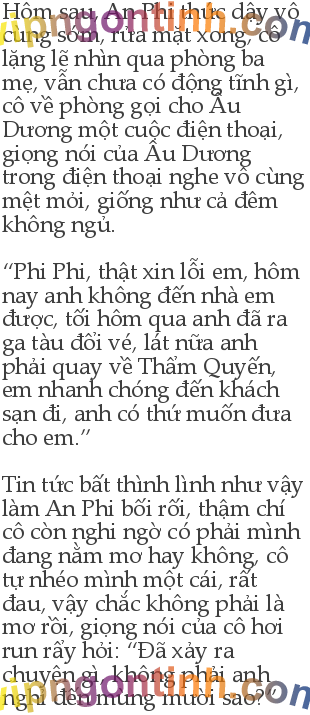 Hôm sau, An Phi thức dậy vô
cùng sớm, rửa mặt xong, cô
lặng lẽ nhìn qua phòng ba
mẹ, vẫn chưa có động tĩnh gì,
cô về phòng gọi cho Âu
Dương một cuộc điện thoại,
giọng nói của Âu Dương
trong điện thoại nghe vô cùng
mệt mỏi, giống như cả đêm
không ngủ.
“Phi Phi, thật xin lỗi em, hôm
nay anh không đến nhà em
được, tối hôm qua anh đã ra
ga tàu đổi vé, lát nữa anh
phải quay về Thẩm Quyến,
em nhanh chóng đến khách
sạn đi, anh có thứ muốn đưa
cho em.”
Tin tức bất thình lình như vậy
làm An Phi bối rối, thậm chí
cô còn nghi ngờ có phải mình
đang nằm mơ hay không, cô
tự nhéo mình một cái, rất
đau, vậy chắc không phải là
mơ rồi, giọng nói của cô hơi
run rẩy hỏi: “Đã xảy ra
chuyện gì, không phải anh
nghỉ đến mùng mười sao?”
vipngontinh.com
vipngontinh.com